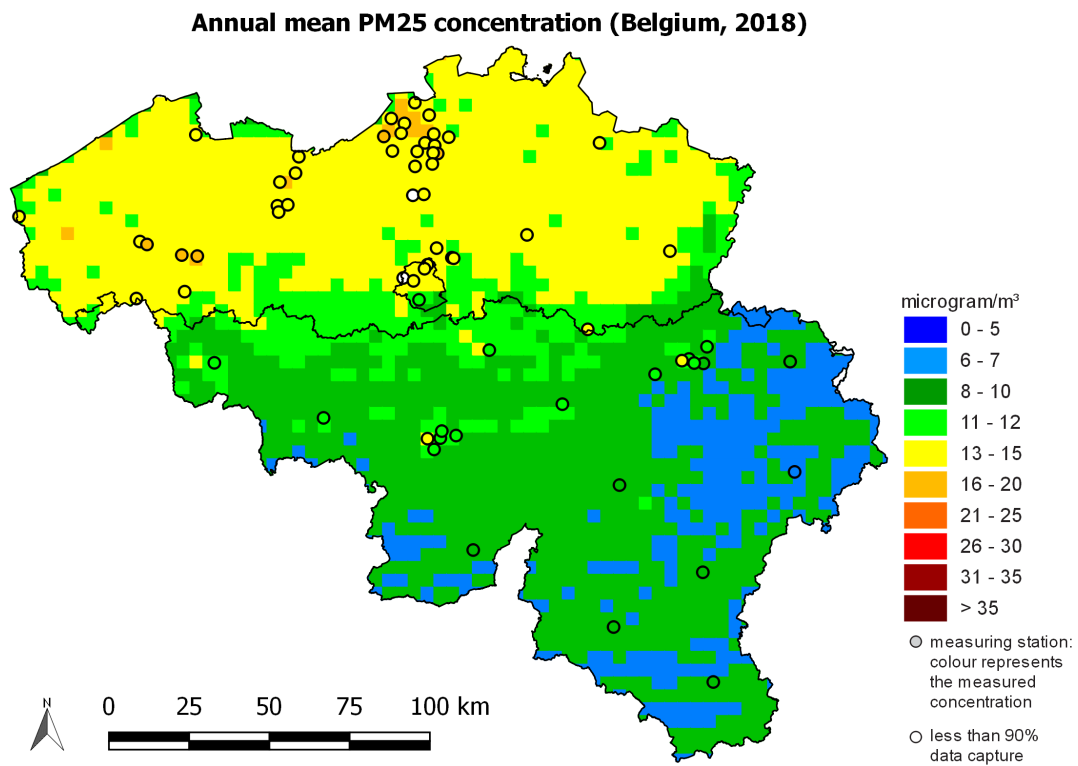 Annual mean PM25 concentration (Belgium, 2018)
microgram/m³
0 - 5
6 - 7
8 - 10
11 - 12
13 - 15
16 - 20
21 - 25
26 - 30
31 - 35
> 35
measuring station:
colour represents
the measured
concentration
less than 90%
data capture
N
0 25 50 75 100 km